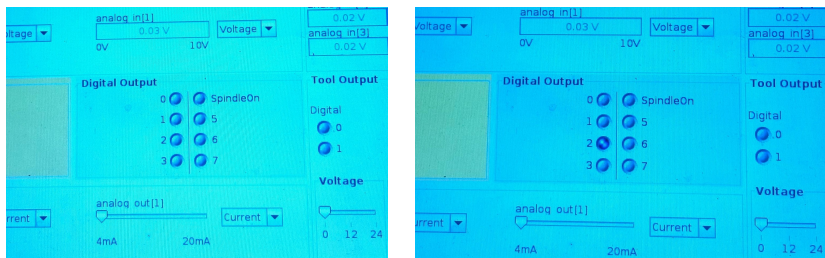 analog in[1]
0.02 V
oltage
0.03 V
Voltage
analog in[3]
0V
10V
0.02 V
Digital Output
Tool Output
0
SpindleOn
Digital
1
5
0
2
6
1
3
7
Voltage
analog out[1]
rrent
Current
4mA
20mA
0 12 24
analog in[1]
0.02 V
oltage
0.03 V
Voltage
analog in[3]
0V
10V
0.02 V
Digital Output
Tool Output
0
SpindleOn
Digital
1
5
0
2
6
1
3
7
Voltage
analog out[1]
urrent
Current
4mA
20mA
0 12 24